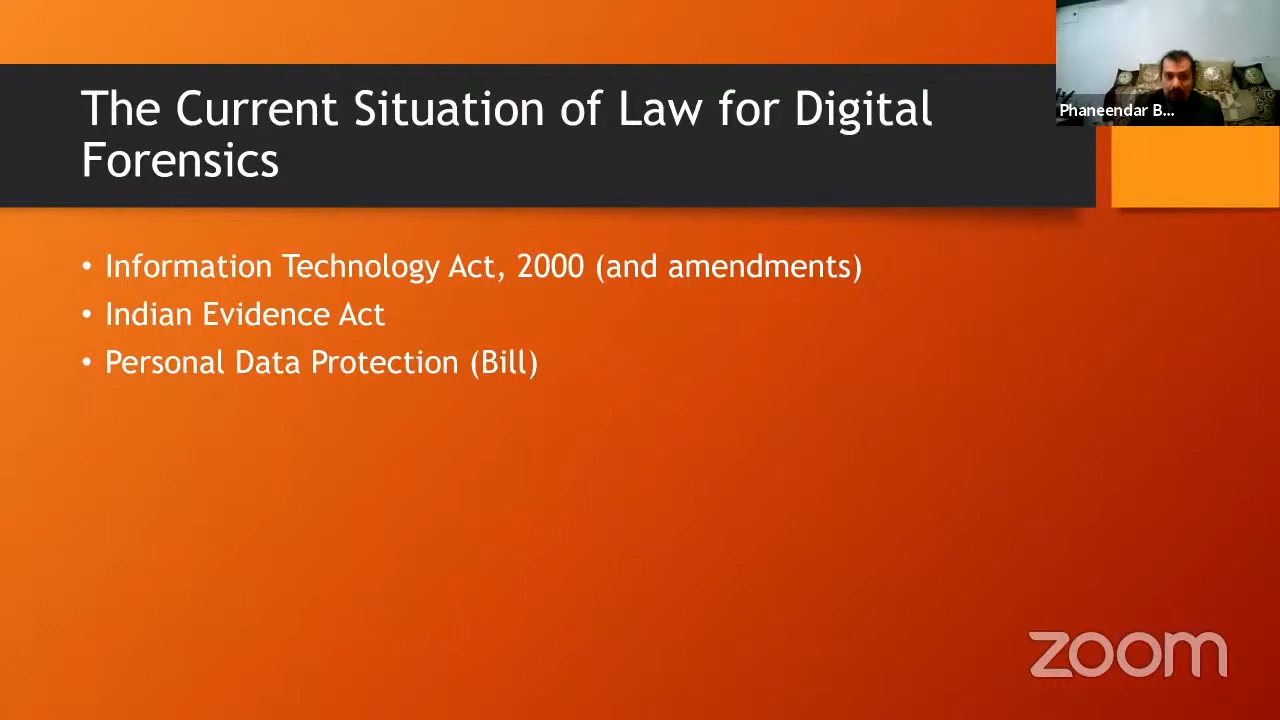 The Current Situation of Law for Digital
Forensics
Phaneendar B...
• Information Technology Act, 2000 (and amendments)
• Indian Evidence Act
• Personal Data Protection (Bill)
zoom